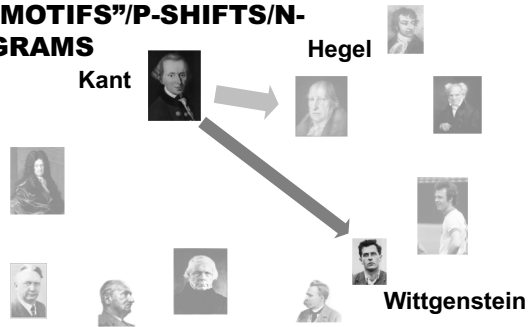 MOTIFS”/P-SHIFTS/N-
GRAMS
Hegel
Kant
Wittgenstein